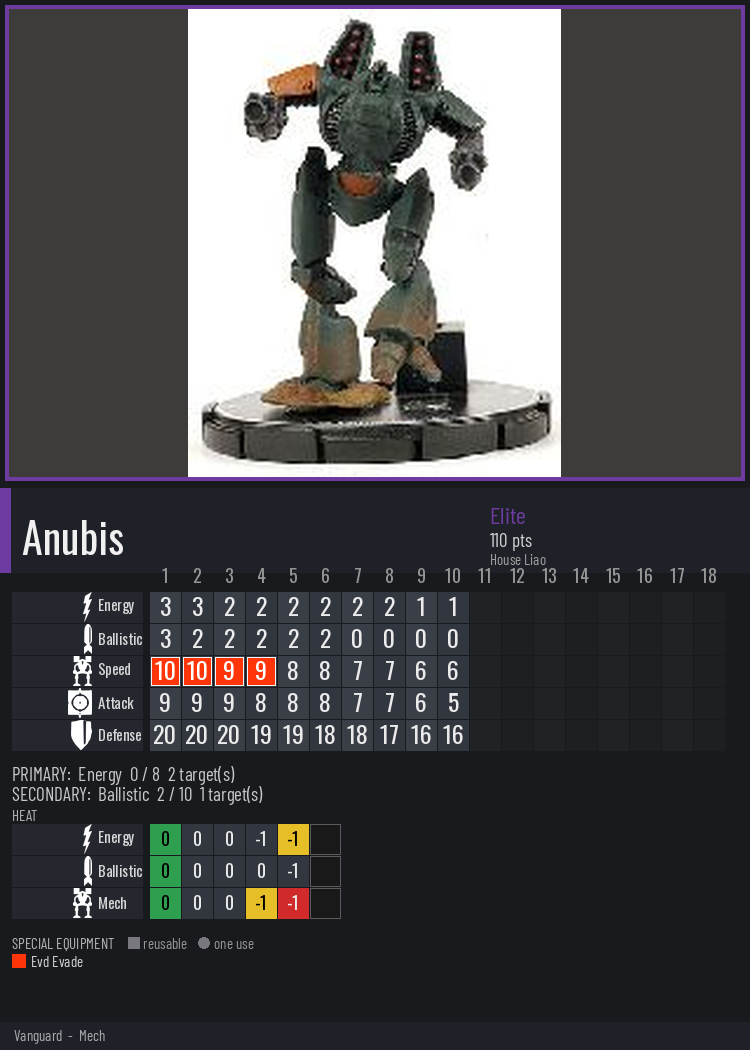 Anubis
Elite
110 pts
House Liao
1 2 3 4 5 6 7 8 9 10 11 12 13 14 15 16 17 18
Energy 3 3 2 2 2 2 2 2 1 1
Ballistic 3 2 2 2 2 2 0 0 0 0
Speed 10 10 9 9 8 8 7 7 6 6
Attack 9 9 9 8 8 8 7 7 6 5
Defense 20 20 20 19 19 18 18 17 16 16
PRIMARY: Energy 0 / 8 2 target(s)
SECONDARY: Ballistic 2 / 10 1 target(s)
HEAT
Energy 0 0 0 -1 -1
Ballistic 0 0 0 0 -1
Mech 0 0 0 -1 -1
SPECIAL EQUIPMENT reusable one use
Evd Evade
Vanguard - Mech